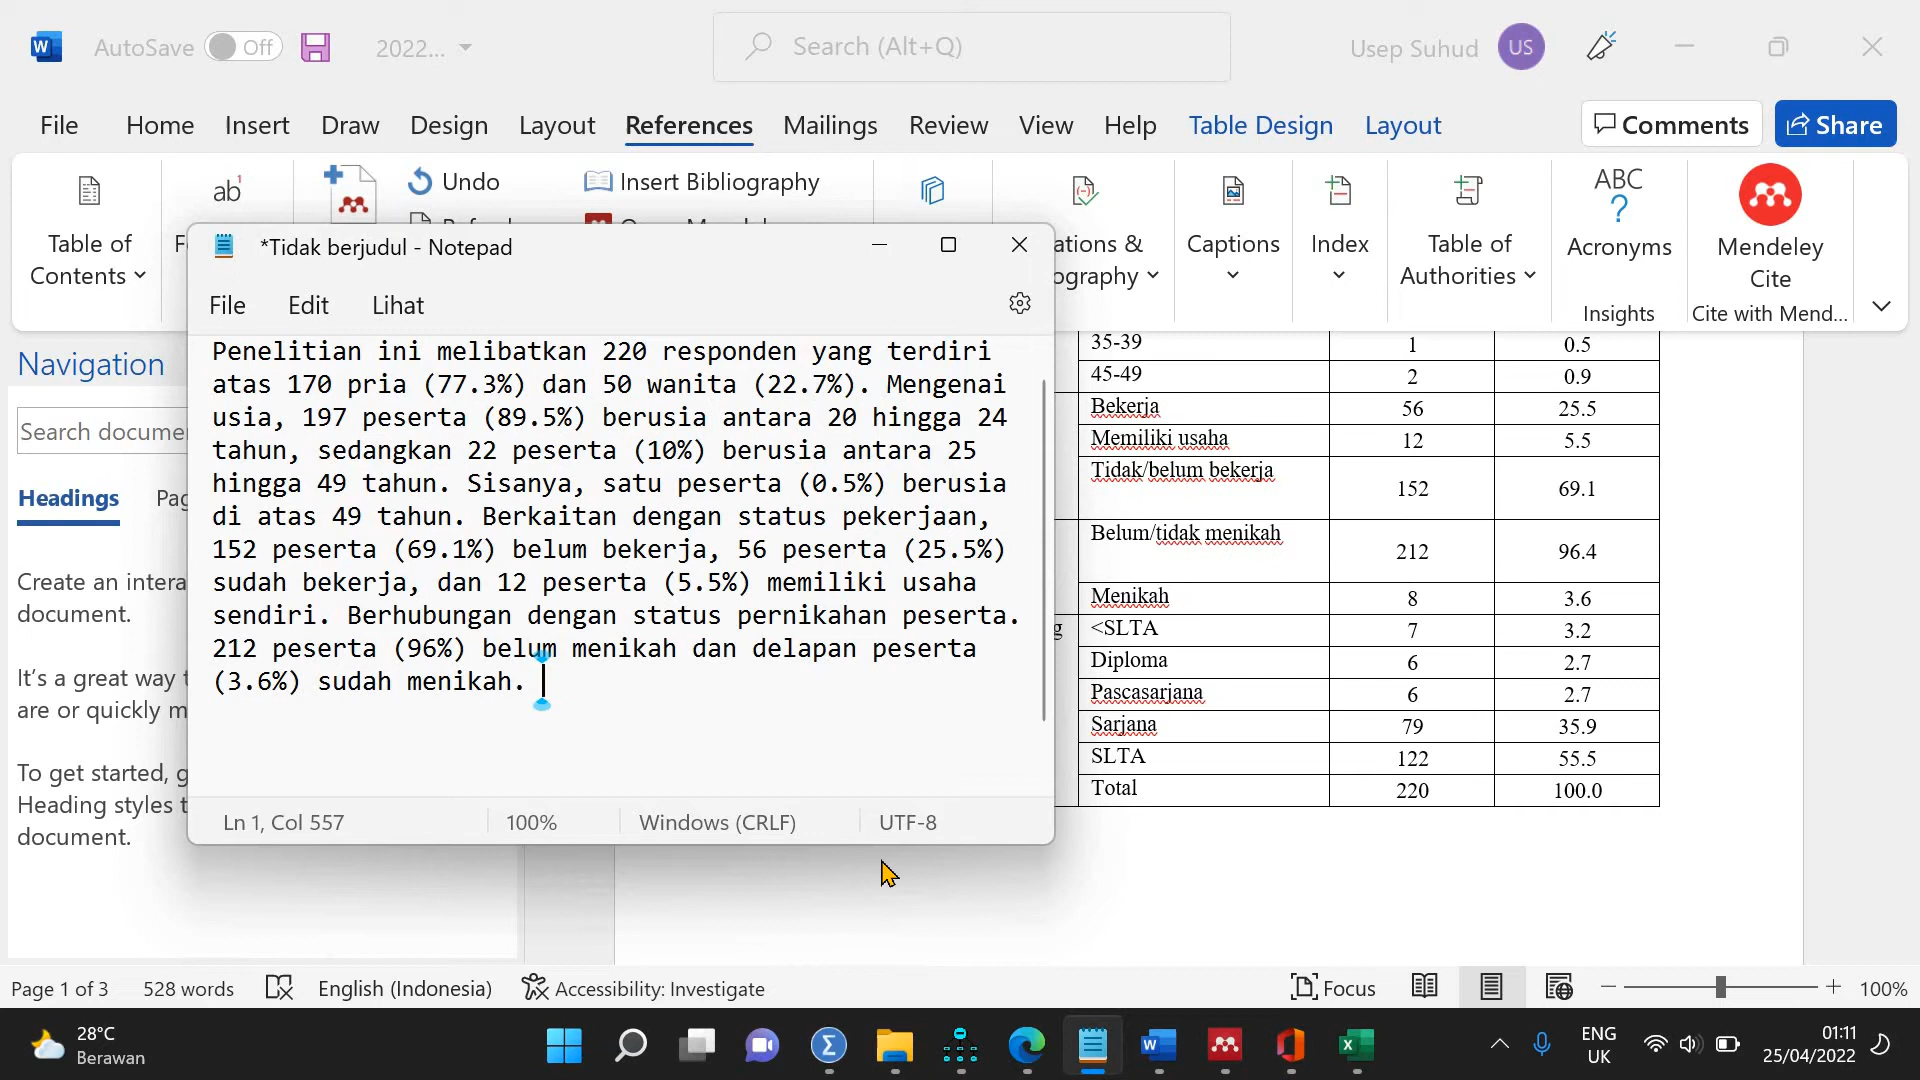 W
AutoSave
Off
2022...
Search (Alt+Q)
Usep Suhud
US
File
Home
Insert
Draw
Design
Layout
References
Mailings
Review
View
Help
Table Design
Layout
Comments
Share
Table of
Contents
ab
Undo
Insert Bibliography
ations &
ography
Captions
Index
Table of
Authorities
ABC
?
Acronyms
Insights
Mendeley
Cite
Cite with Mend...
*Tidak berjudul - Notepad
File
Edit
Lihat
Penelitian ini melibatkan 220 responden yang terdiri
atas 170 pria (77.3%) dan 50 wanita (22.7%). Mengenai
usia, 197 peserta (89.5%) berusia antara 20 hingga 24
tahun, sedangkan 22 peserta (10%) berusia antara 25
hingga 49 tahun. Sisanya, satu peserta (0.5%) berusia
di atas 49 tahun. Berkaitan dengan status pekerjaan,
152 peserta (69.1%) belum bekerja, 56 peserta (25.5%)
sudah bekerja, dan 12 peserta (5.5%) memiliki usaha
sendiri. Berhubungan dengan status pernikahan peserta.
212 peserta (96%) belum menikah dan delapan peserta
(3.6%) sudah menikah.
Ln 1, Col 557
100%
Windows (CRLF)
UTF-8
Navigation
Search docume
Headings
Pag
Create an intera
document.
It's a great way t
are or quickly m
To get started, g
Heading styles t
document.
35-39 1 0.5
45-49 2 0.9
Bekerja 56 25.5
Memiliki usaha 12 5.5
Tidak/belum bekerja 152 69.1
Belum/tidak menikah 212 96.4
Menikah 8 3.6
g <SLTA 7 3.2
Diploma 6 2.7
Pascasarjana 6 2.7
Sarjana 79 35.9
SLTA 122 55.5
Total 220 100.0
Page 1 of 3
528 words
English (Indonesia)
Accessibility: Investigate
Focus
100%
28°C
Berawan
ENG
UK
01:11
25/04/2022